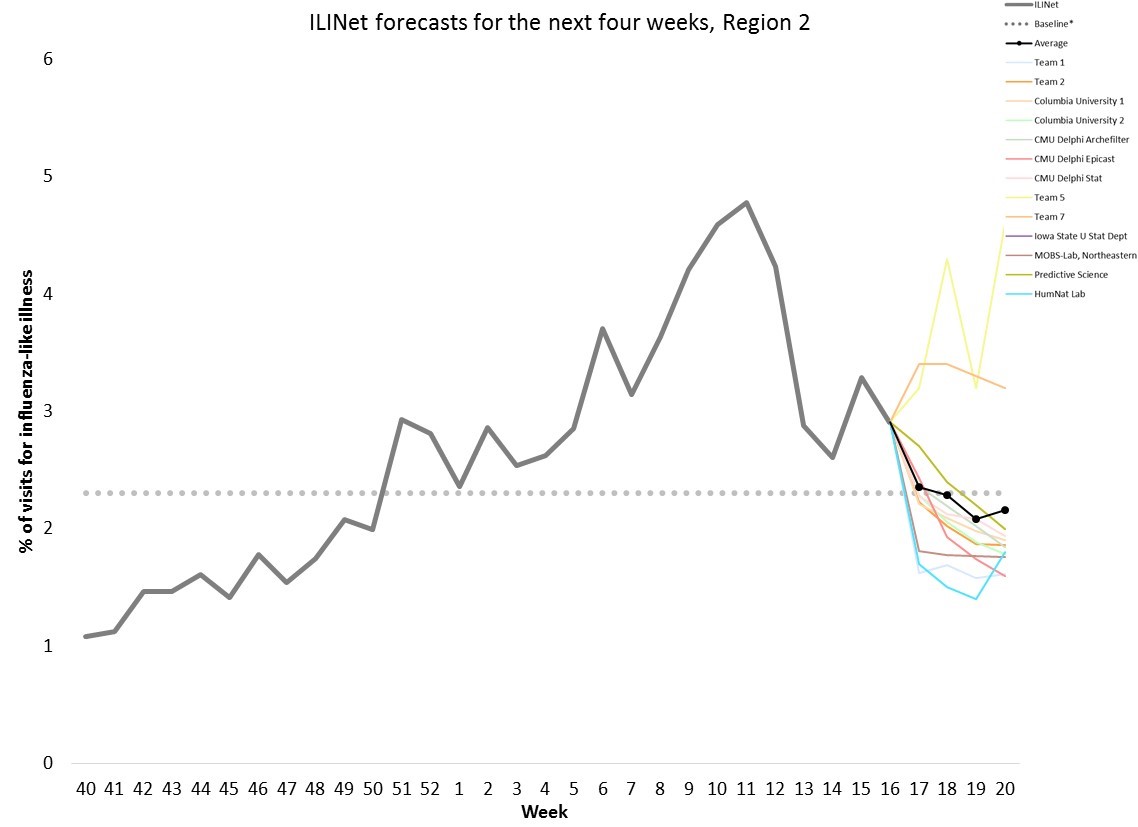 ILINet forecasts for the next four weeks, Region 2
ILINet
Baseline*
Average
Team 1
Team 2
Columbia University 1
Columbia University 2
CMU Delphi Archefilter
CMU Delphi Epicast
CMU Delphi Stat
Team 5
Team 7
Iowa State U Stat Dept
MOBS-Lab, Northeastern
Predictive Science
HumNat Lab
% of visits for influenza-like illness
6
5
4
3
2
1
0
40 41 42 43 44 45 46 47 48 49 50 51 52 1 2 3 4 5 6 7 8 9 10 11 12 13 14 15 16 17 18 19 20
Week